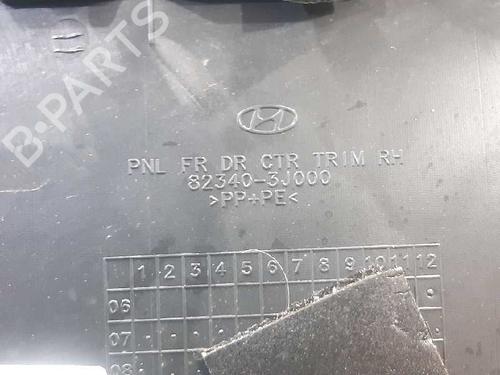 B-PARTS
PNL FR DR CTR TRIM RH
82340-3J000
>PP+PE<
1 2 3 4 5 6 7 8 9 10 11 12
06
07
08